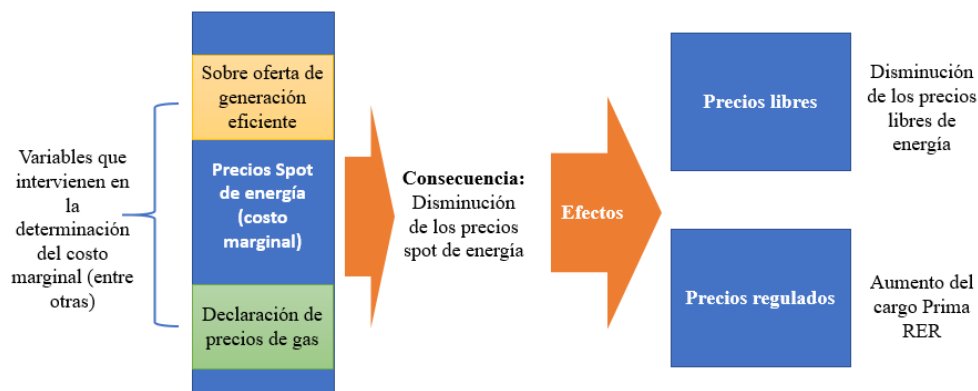 Variables que
intervienen en
la
determinación
del costo
marginal (entre
otras)
Sobre oferta de
generación
eficiente
Precios Spot
de energía
(costo
marginal)
Declaración de
precios de gas
Consecuencia:
Disminución
de los precios
spot de energía
Efectos
Precios libres
Disminución
de los precios
libres de
energía
Precios regulados
Aumento del
cargo Prima
RER